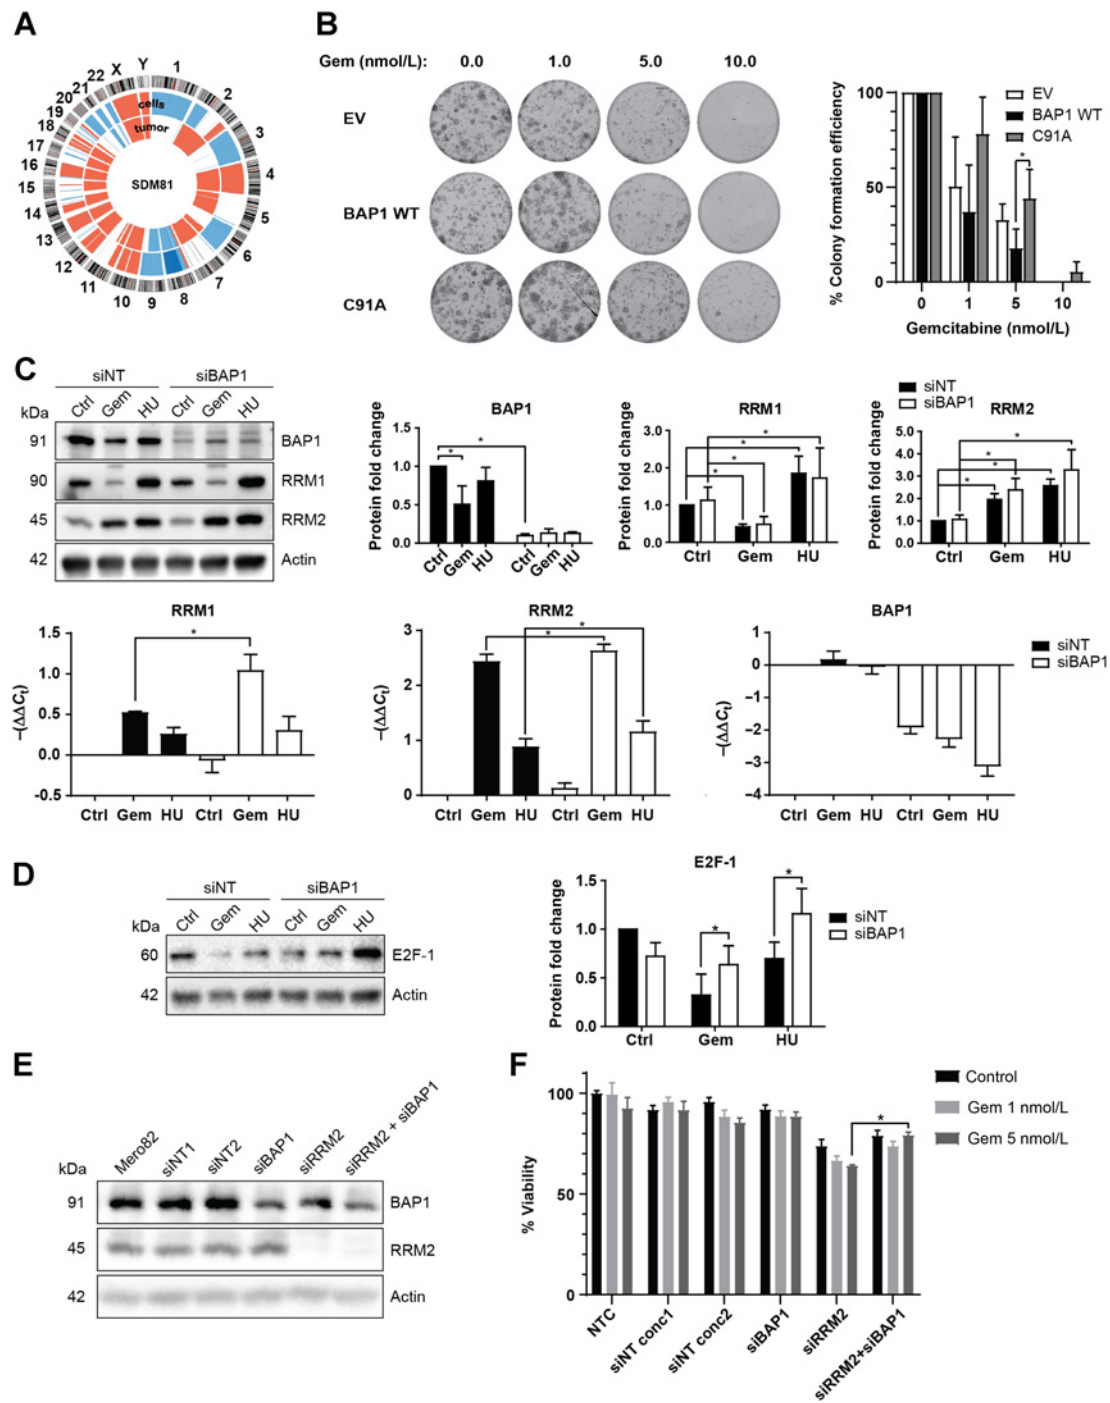 A
X Y 1 2 3 4 5 6 7 8 9 10 11 12 13 14 15 16 17 18 19 20 21 22
cells
tumor
SDM81
B
Gem (nmol/L): 0.0 1.0 5.0 10.0
EV
BAP1 WT
C91A
% Colony formation efficiency
100
50
0
EV
BAP1 WT
C91A
*
0 1 5 10
Gemcitabine (nmol/L)
C
siNT siBAP1
kDa Ctrl Gem HU Ctrl Gem HU
91 BAP1
90 RRM1
45 RRM2
42 Actin
BAP1
Protein fold change
1.5
1.0
0.5
0.0
* *
Ctrl Gem HU Ctrl Gem HU
RRM1
Protein fold change
3.0
2.0
1.0
0.0
* * * *
Ctrl Gem HU
siNT
siBAP1
RRM2
Protein fold change
5.0
4.0
3.0
2.0
1.0
0.0
* * * *
Ctrl Gem HU
RRM1
−(ΔΔCt)
1.5
1.0
0.5
0.0
-0.5
*
Ctrl Gem HU Ctrl Gem HU
RRM2
−(ΔΔCt)
3
2
1
0
* *
Ctrl Gem HU Ctrl Gem HU
BAP1
−(ΔΔCt)
1
0
−1
−2
−3
−4
siNT
siBAP1
Ctrl Gem HU Ctrl Gem HU
D
siNT siBAP1
kDa Ctrl Gem HU Ctrl Gem HU
60 E2F-1
42 Actin
E2F-1
Protein fold change
1.5
1.0
0.5
0.0
* *
siNT
siBAP1
Ctrl Gem HU
E
kDa Mero82 siNT1 siNT2 siBAP1 siRRM2 siRRM2 + siBAP1
91 BAP1
45 RRM2
42 Actin
F
% Viability
100
50
0
*
Control
Gem 1 nmol/L
Gem 5 nmol/L
NTC siNT conc1 siNT conc2 siBAP1 siRRM2 siRRM2+siBAP1